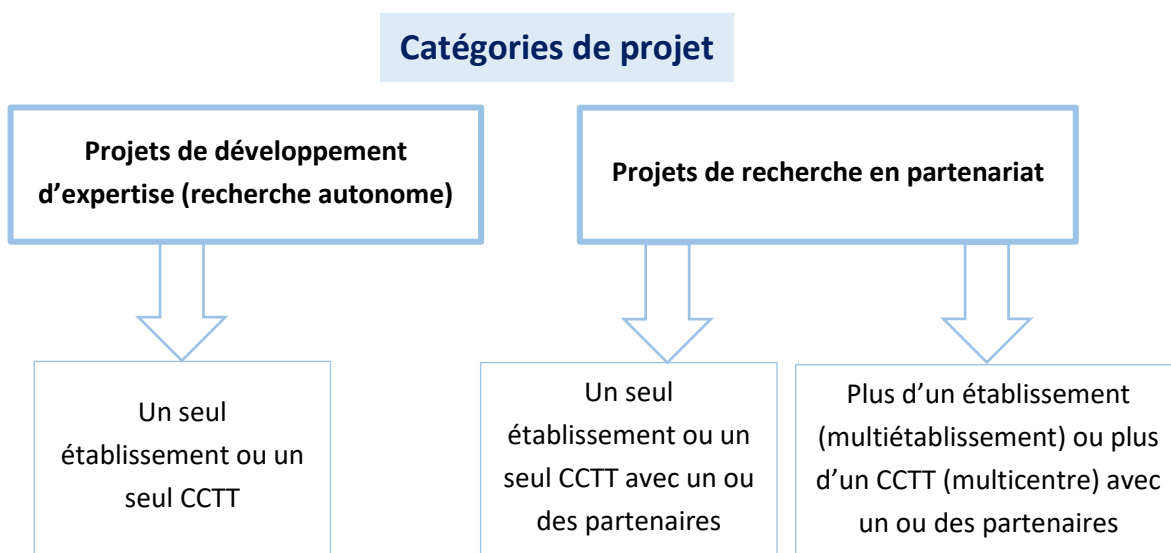 Catégories de projet
Projets de développement
d’expertise (recherche autonome)
Projets de recherche en partenariat
Un seul
établissement ou un
seul CCTT
Un seul
établissement ou un
seul CCTT avec un ou
des partenaires
Plus d’un établissement
(multiétablissement) ou plus
d’un CCTT (multicentre) avec
un ou des partenaires